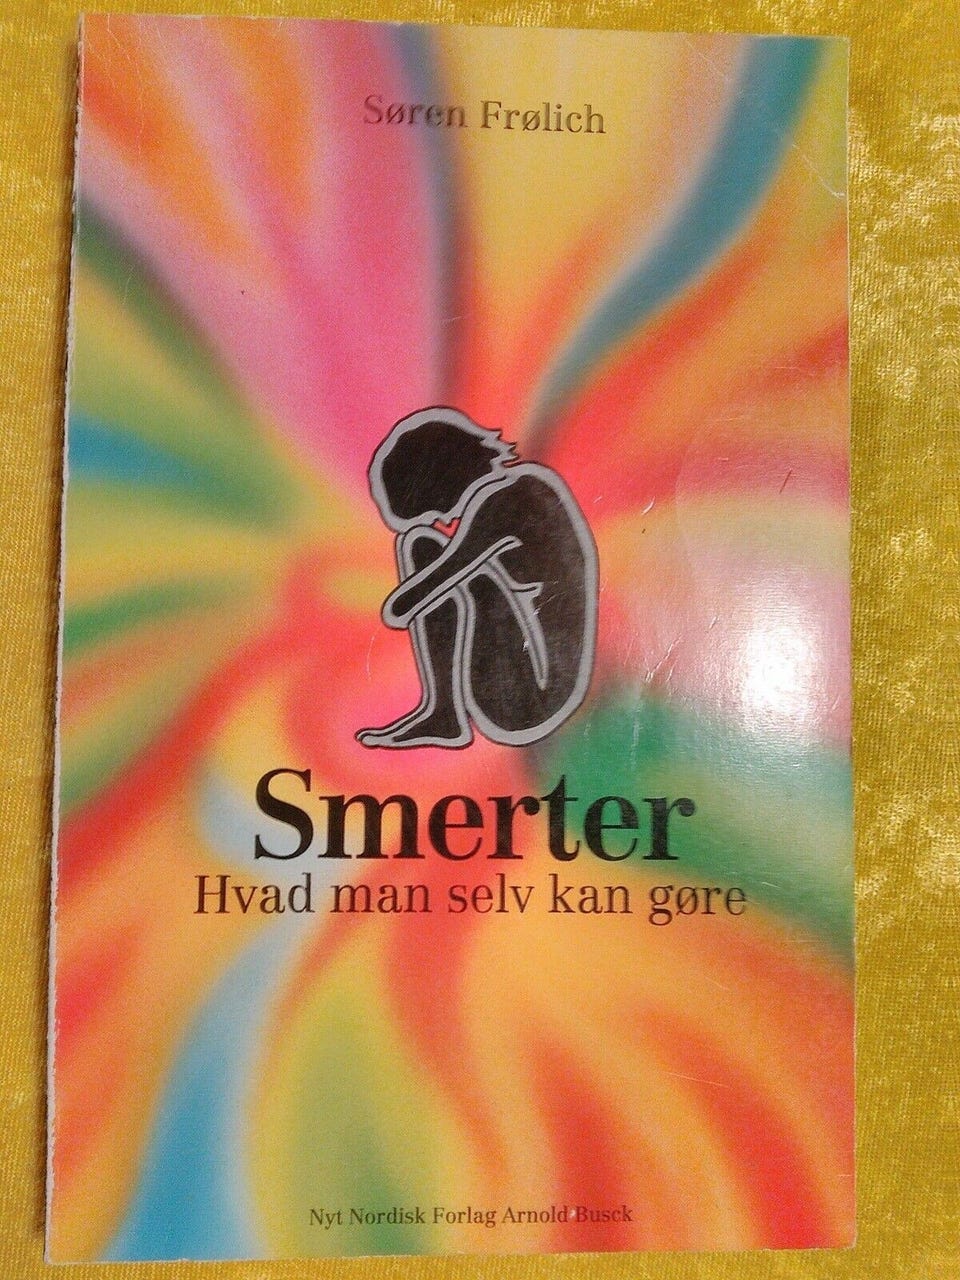 Søren Frølich
Smerter
Hvad man selv kan gøre
Nyt Nordisk Forlag Arnold Busck